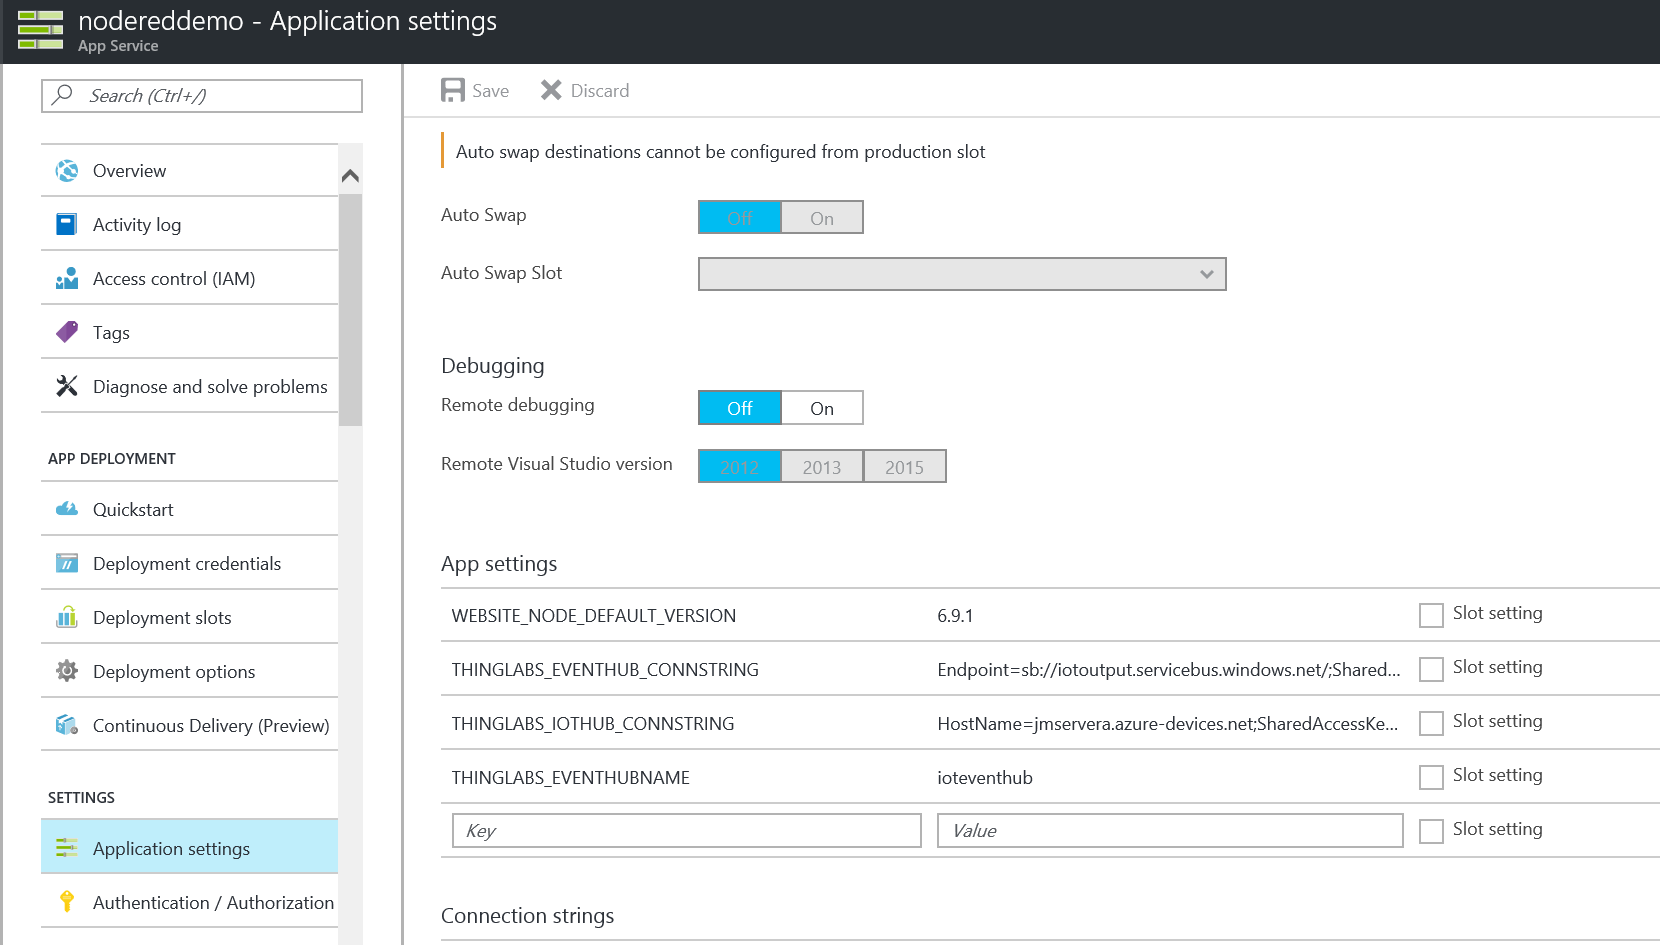 nodereddemo - Application settings
App Service
Search (Ctrl+/)
Overview
Activity log
Access control (IAM)
Tags
Diagnose and solve problems
APP DEPLOYMENT
Quickstart
Deployment credentials
Deployment slots
Deployment options
Continuous Delivery (Preview)
SETTINGS
Application settings
Authentication / Authorization
Save Discard
Auto swap destinations cannot be configured from production slot
Auto Swap Off On
Auto Swap Slot
Debugging
Remote debugging Off On
Remote Visual Studio version 2012 2013 2015
App settings
WEBSITE_NODE_DEFAULT_VERSION 6.9.1 Slot setting
THINGLABS_EVENTHUB_CONNSTRING Endpoint=sb://iotoutput.servicebus.windows.net/;Shared... Slot setting
THINGLABS_IOTHUB_CONNSTRING HostName=jmservera.azure-devices.net;SharedAccessKe... Slot setting
THINGLABS_EVENTHUBNAME ioteventhub Slot setting
Key Value Slot setting
Connection strings